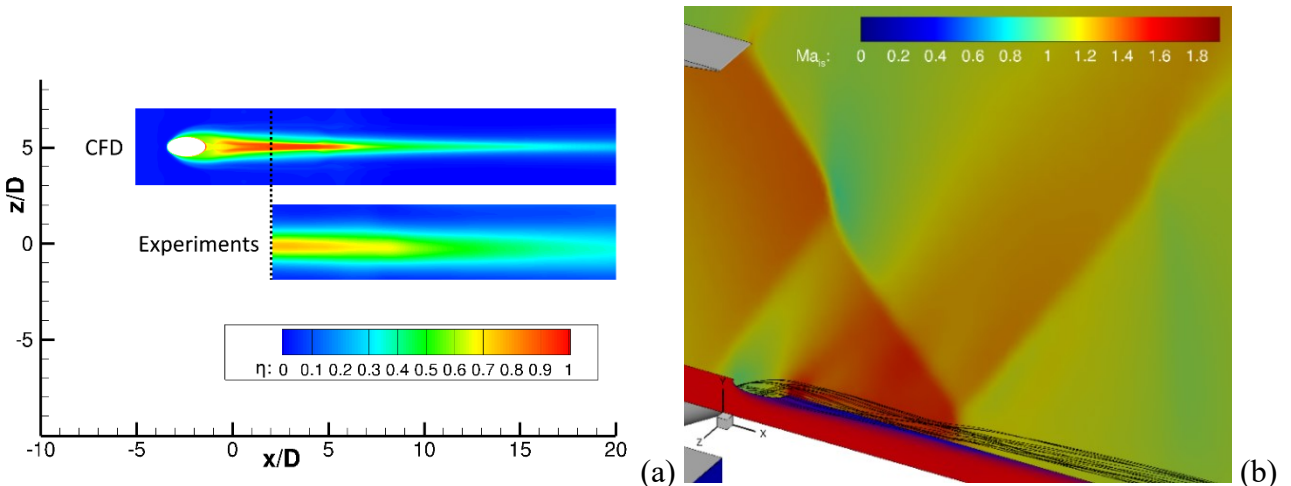 CFD
Experiments
z/D
5
0
-5
η: 0 0.1 0.2 0.3 0.4 0.5 0.6 0.7 0.8 0.9 1
-10 -5 0 5 10 15 20
x/D
(a)
Ma_is: 0 0.2 0.4 0.6 0.8 1 1.2 1.4 1.6 1.8
Y
z x
(b)